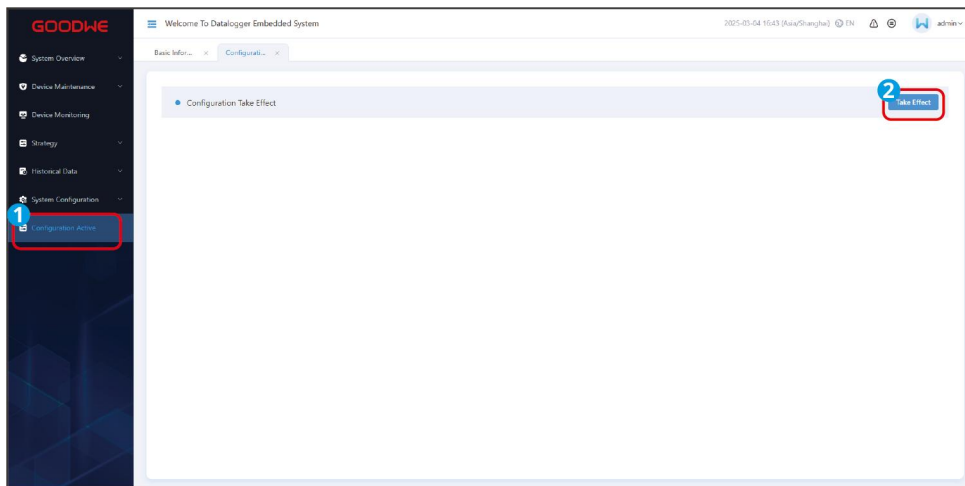 GOODWE
Welcome To Datalogger Embedded System
2025-03-04 16:43 (Asia/Shanghai)
EN
admin
Basic Infor...
Configurati...
System Overview
Device Maintenance
Device Monitoring
Strategy
Historical Data
System Configuration
1
Configuration Active
Configuration Take Effect
2
Take Effect